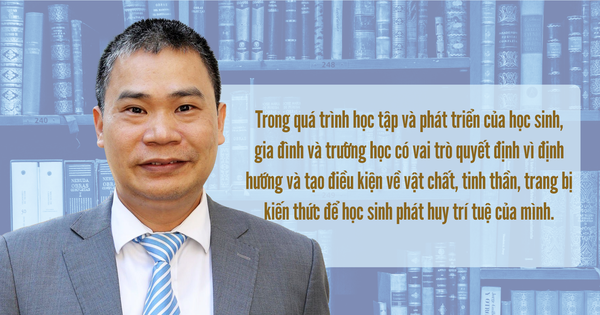 Trong quá trình học tập và phát triển của học sinh,
gia đình và trường học có vai trò quyết định vì định
hướng và tạo điều kiện về vật chất, tinh thần, trang bị
kiến thức để học sinh phát huy trí tuệ của mình.